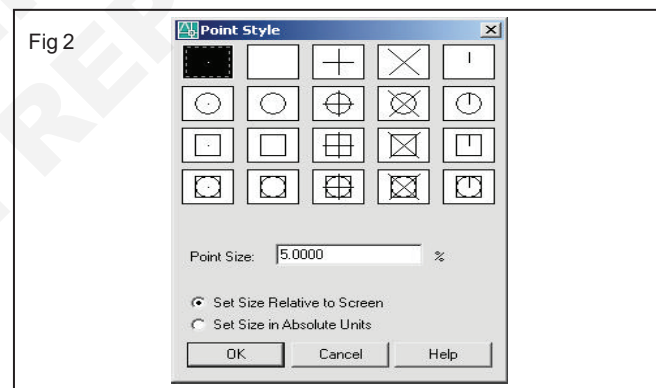 Fig 2
Point Style
Point Size: 5.0000 %
Set Size Relative to Screen
Set Size in Absolute Units
OK Cancel Help